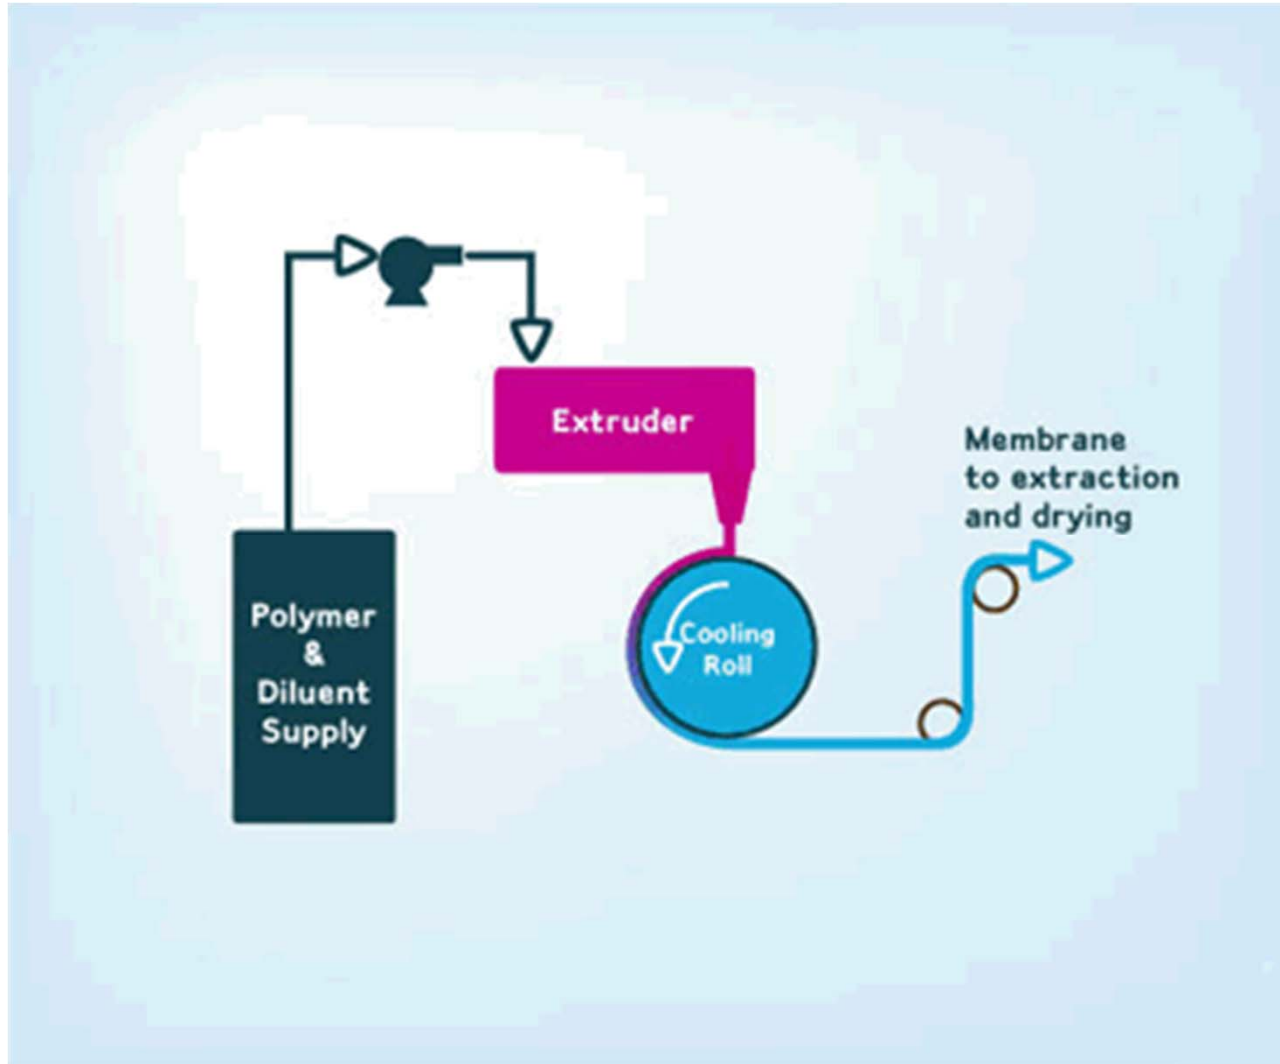 Extruder
Membrane
to extraction
and drying
Polymer
&
Diluent
Supply
Cooling
Roll